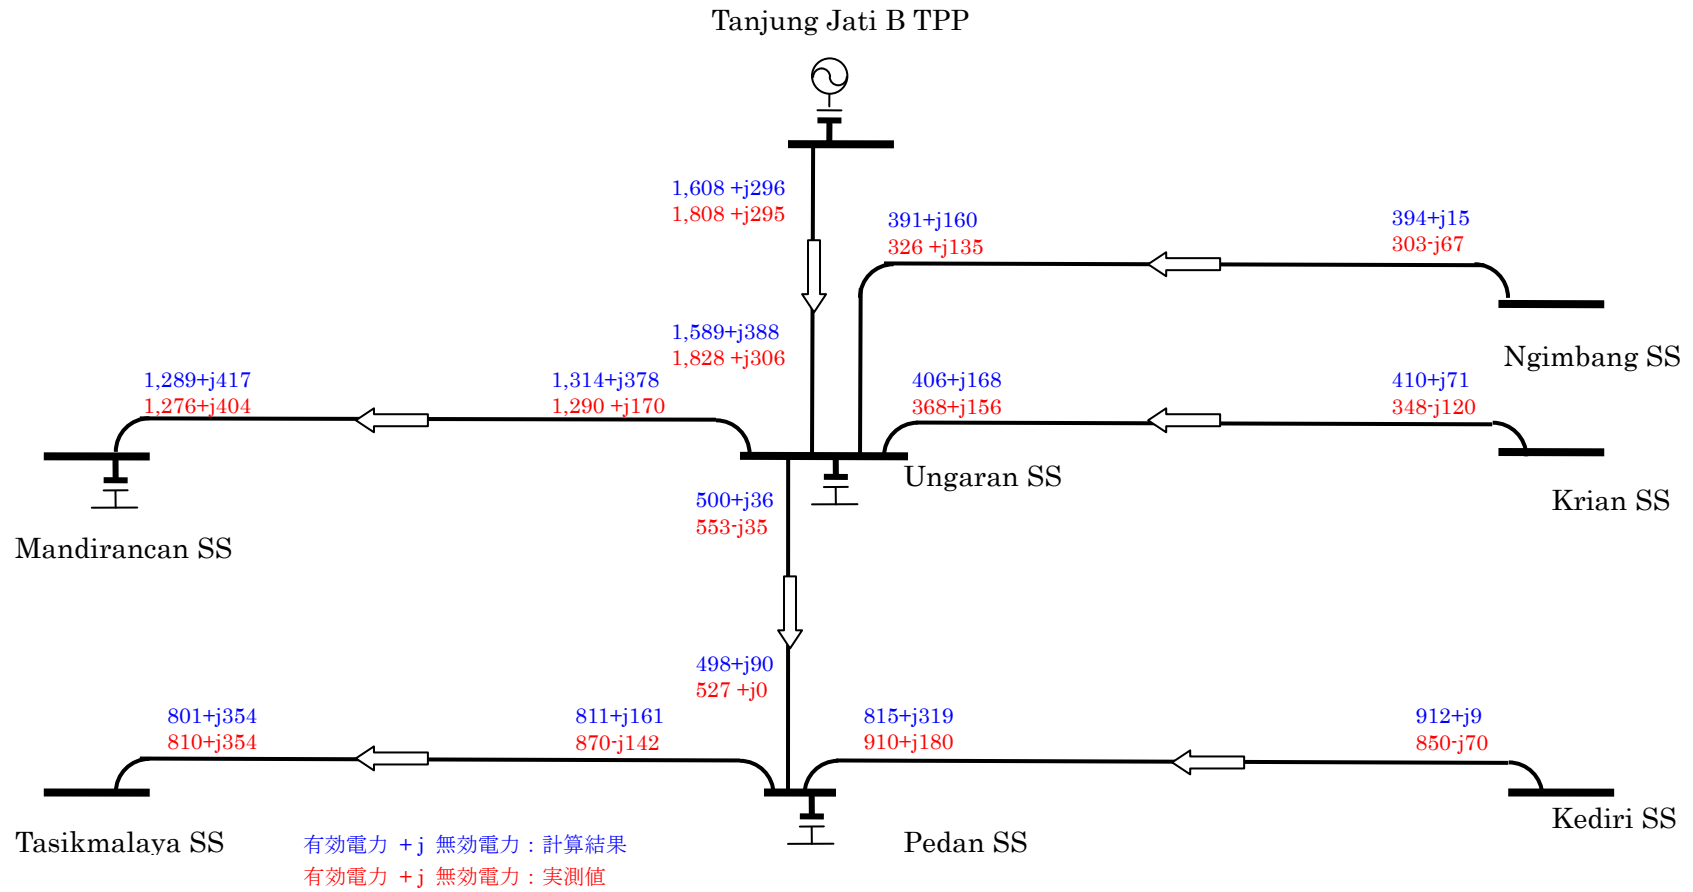 Tanjung Jati B TPP
1,608 +j296
1,808 +j295
391+j160
326 +j135
394+j15
303-j67
1,589+j388
1,828 +j306
Ngimbang SS
1,289+j417
1,276+j404
1,314+j378
1,290 +j170
406+j168
368+j156
410+j71
348-j120
Ungaran SS
Krian SS
500+j36
553-j35
Mandirancan SS
498+j90
527 +j0
801+j354
810+j354
811+j161
870-j142
815+j319
910+j180
912+j9
850-j70
Tasikmalaya SS
Pedan SS
Kediri SS
有効電力 +j 無効電力：計算結果
有効電力 +j 無効電力：実測値